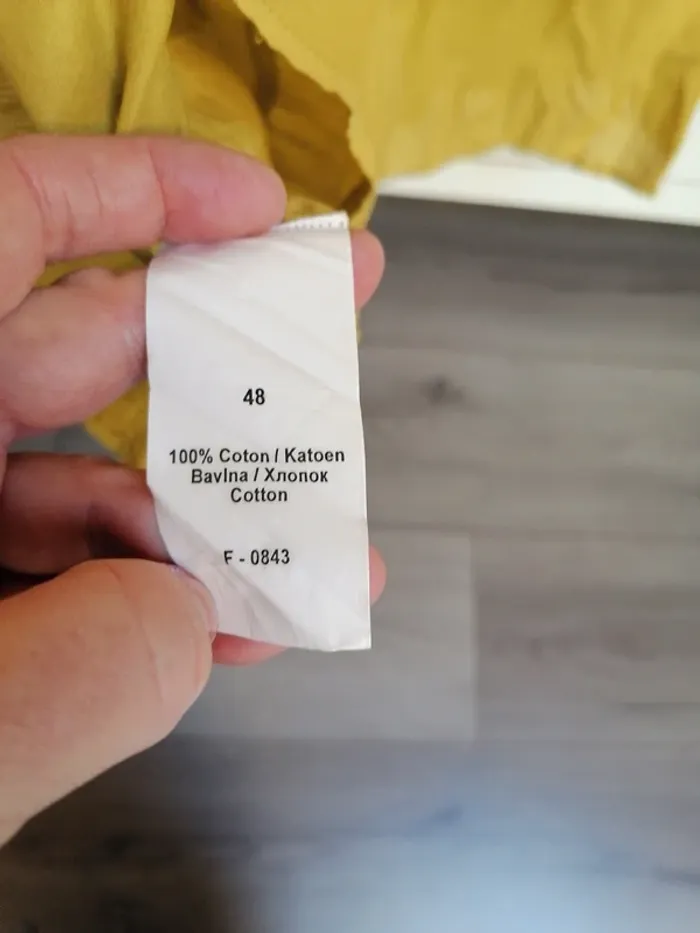 48
100% Coton / Katoen
Bavlna / Хлопок
Cotton
F - 0843